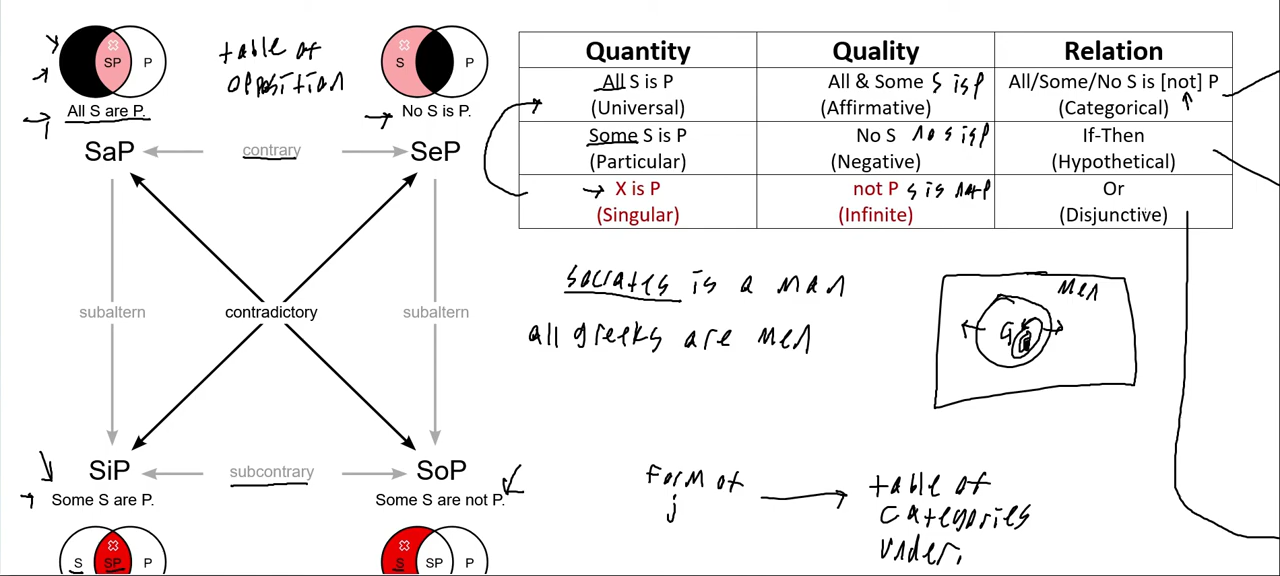 SP P
table of
opposition
S P
All S are P.
No S is P.
SaP contrary SeP
subaltern contradictory subaltern
SiP subcontrary SoP
Some S are P.
Some S are not P.
S SP P
S SP P
Quantity Quality Relation
All S is P All & Some S is P All/Some/No S is [not] P
(Universal) (Affirmative) (Categorical)
Some S is P No S no s is p If-Then
(Particular) (Negative) (Hypothetical)
X is P not P s is not p Or
(Singular) (Infinite) (Disjunctive)
socrates is a man
all greeks are men
men
G
form of
j
table of
categories
under.